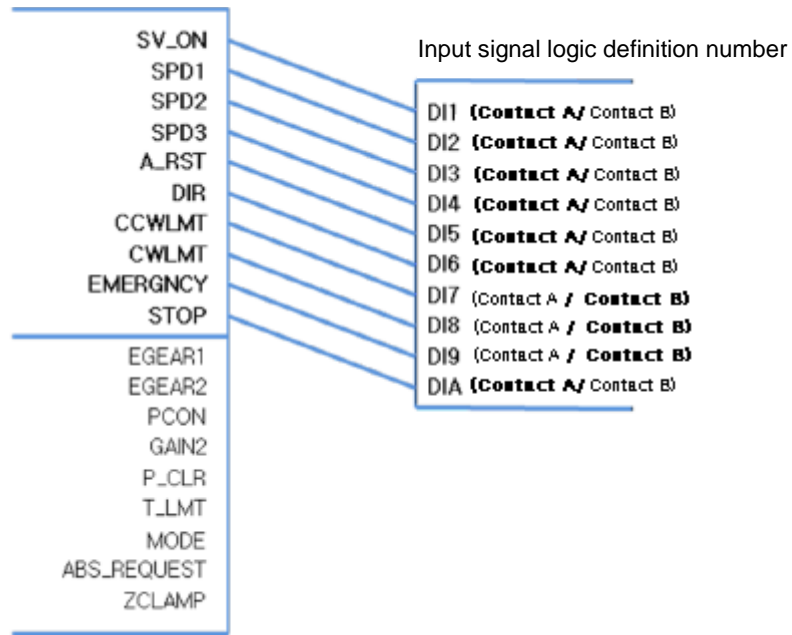 SV_ON
SPD1
SPD2
SPD3
A_RST
DIR
CCWLMT
CWLMT
EMERGNCY
STOP
EGEAR1
EGEAR2
PCON
GAIN2
P_CLR
T_LMT
MODE
ABS_REQUEST
ZCLAMP
Input signal logic definition number
DI1 (Contact A/ Contact B)
DI2 (Contact A/ Contact B)
DI3 (Contact A/ Contact B)
DI4 (Contact A/ Contact B)
DI5 (Contact A/ Contact B)
DI6 (Contact A/ Contact B)
DI7 (Contact A / Contact B)
DI8 (Contact A / Contact B)
DI9 (Contact A / Contact B)
DIA (Contact A/ Contact B)